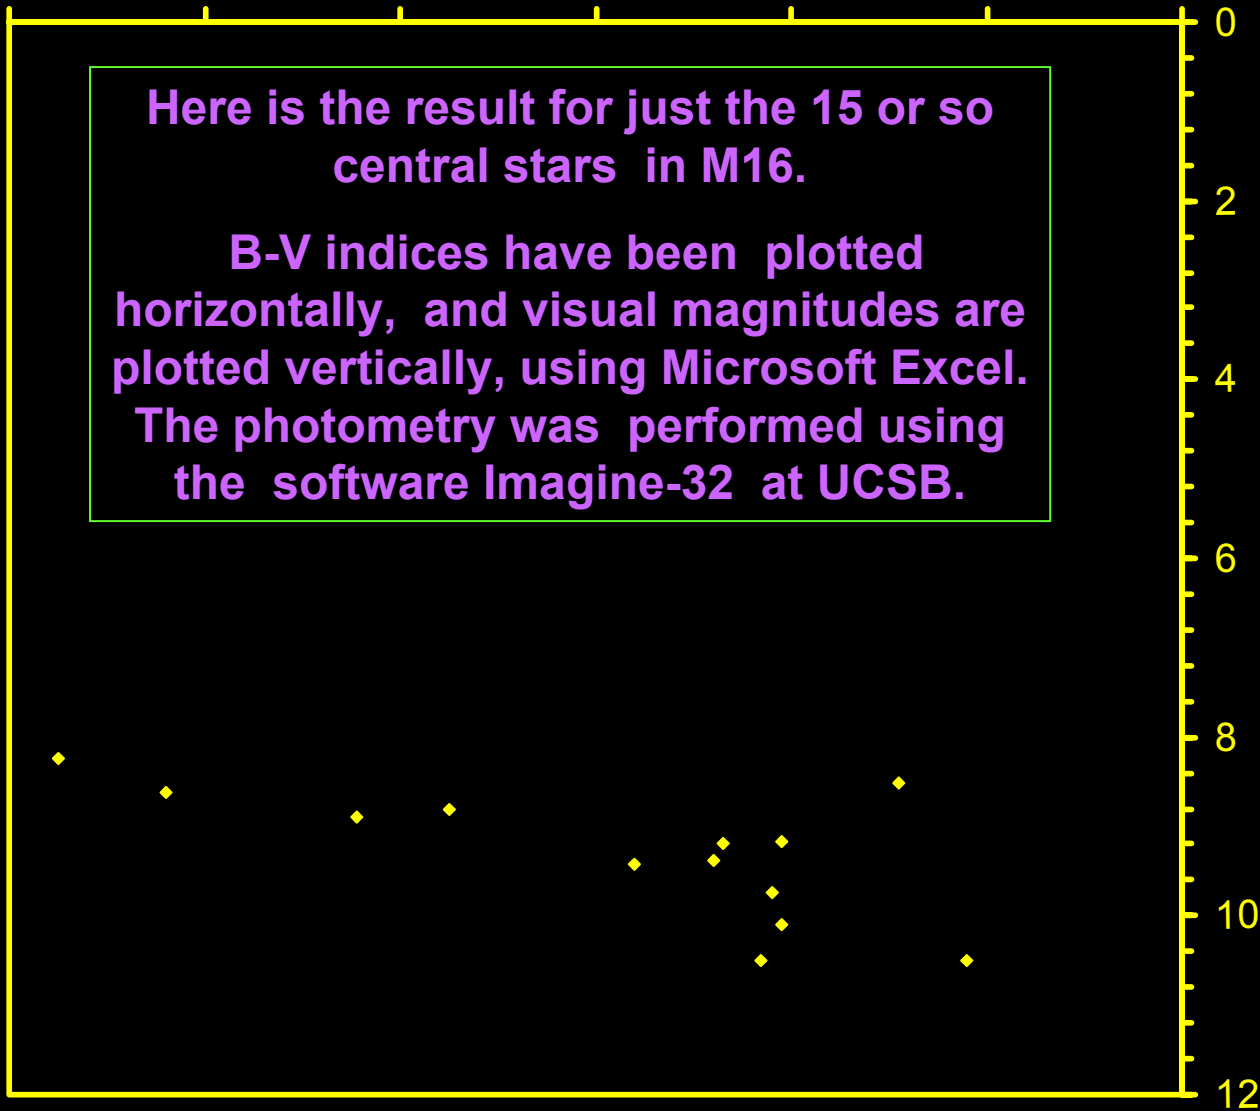 0
Here is the result for just the 15 or so
central stars in M16.
2
B-V indices have been plotted
horizontally, and visual magnitudes are
plotted vertically, using Microsoft Excel.
4
The photometry was performed using
the software Imagine-32 at UCSB.
6
8
10
12